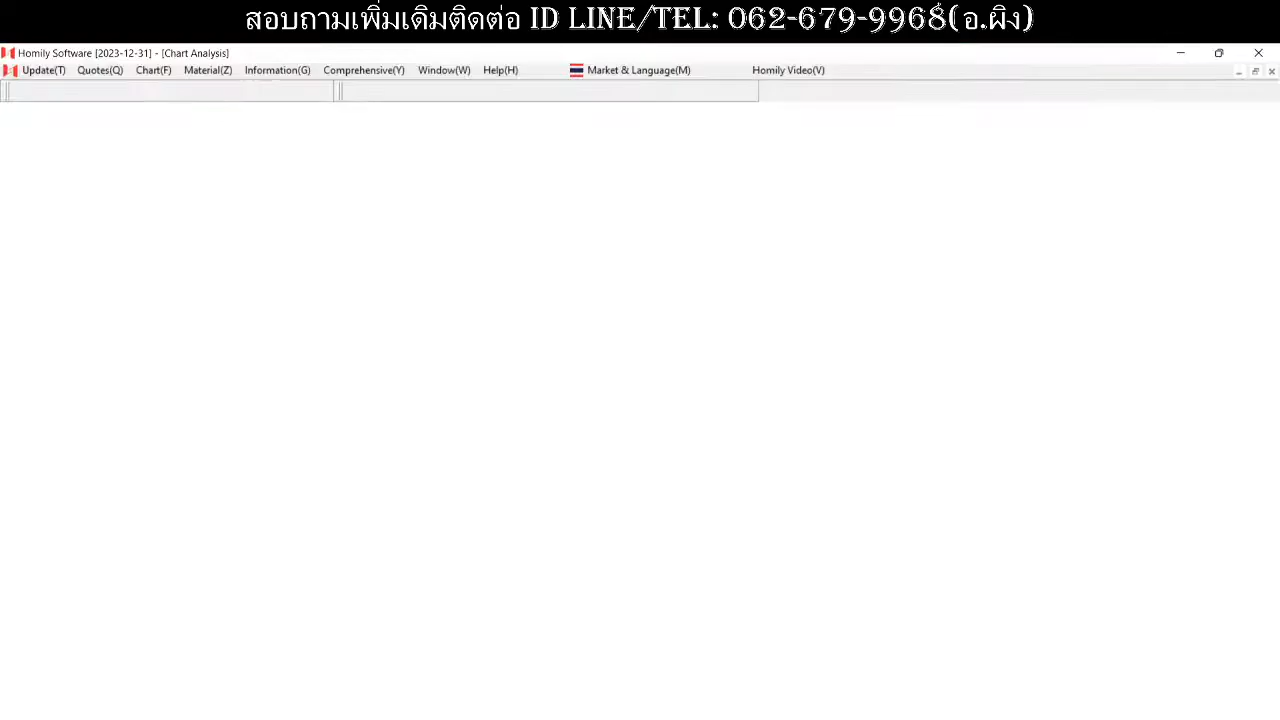 สอบถามเพิ่มเติมติดต่อ ID LINE/TEL: 062-679-9968(อ.ผิง)
Homily Software [2023-12-31] - [Chart Analysis]
Update(T) Quotes(Q) Chart(F) Material(Z) Information(G) Comprehensive(Y) Window(W) Help(H) Market & Language(M) Homily Video(V)